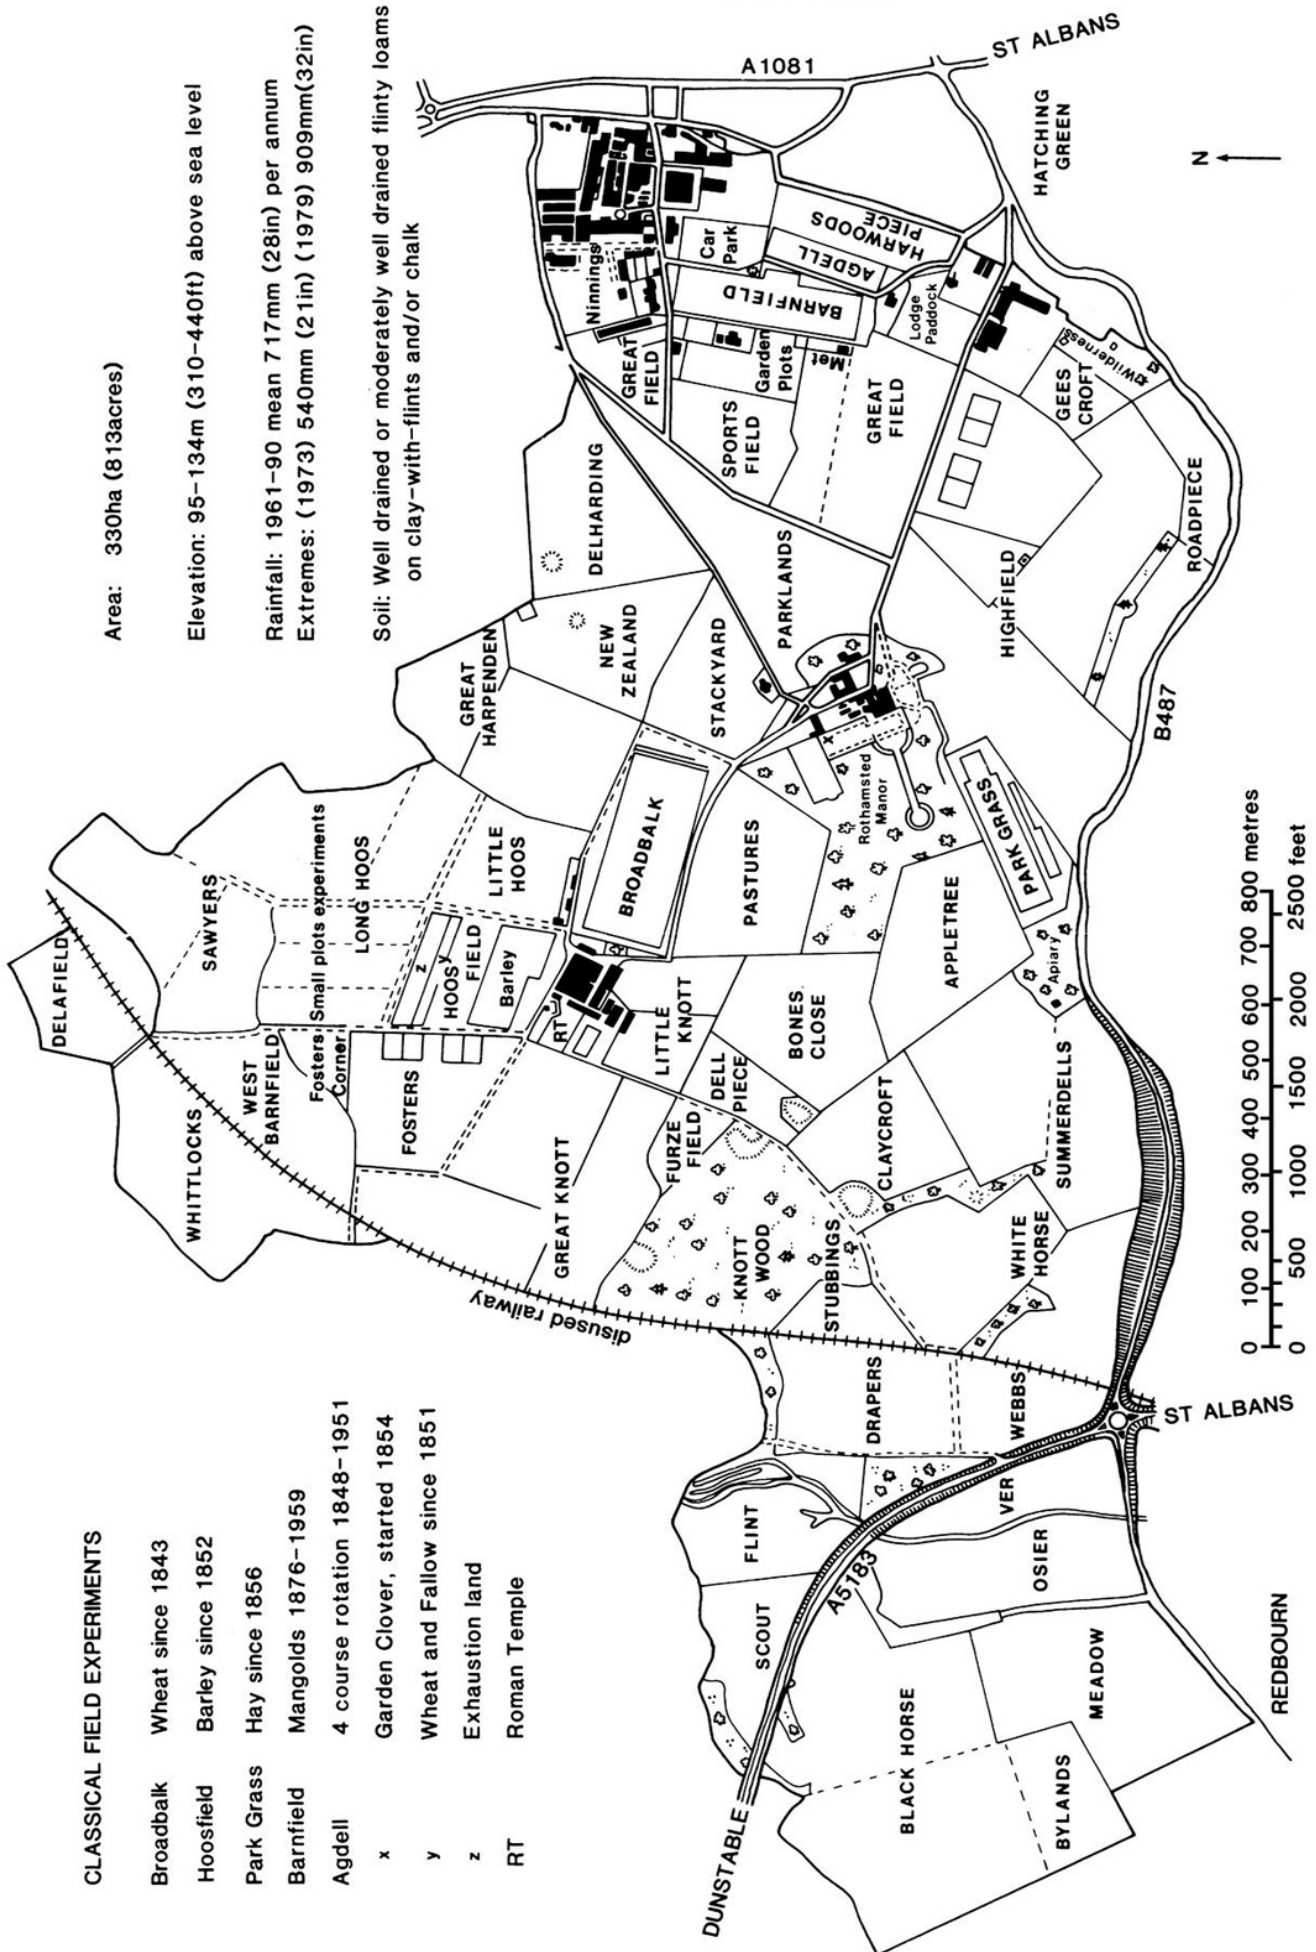 CLASSICAL FIELD EXPERIMENTS
Broadbalk Wheat since 1843
Hoosfield Barley since 1852
Park Grass Hay since 1856
Barnfield Mangolds 1876-1959
Agdell 4 course rotation 1848-1951
x Garden Clover, started 1854
y Wheat and Fallow since 1851
z Exhaustion land
RT Roman Temple
Area: 330ha (813acres)
Elevation: 95-134m (310-440ft) above sea level
Rainfall: 1961-90 mean 717mm (28in) per annum
Extremes: (1973) 540mm (21in) (1979) 909mm(32in)
Soil: Well drained or moderately well drained flinty loams
on clay-with-flints and/or chalk
DELAFIELD
SAWYERS
WHITTLOCKS
WEST
BARNFIELD
Fosters
Corner
Small plots experiments
LONG HOOS
FOSTERS
z
y
HOOS
FIELD
Barley
LITTLE
HOOS
GREAT
HARPENDEN
NEW
ZEALAND
DELHARDING
STACKYARD
BROADBALK
RT
GREAT KNOTT
disused railway
LITTLE
KNOTT
FURZE
FIELD
DELL
PIECE
KNOTT
WOOD
STUBBINGS
BONES
CLOSE
PASTURES
CLAYCROFT
APPLETREE
SUMMERDELLS
WHITE
HORSE
Apiary
PARK GRASS
Rothamsted
Manor
x
PARKLANDS
HIGHFIELD
ROADPIECE
B487
GREAT
FIELD
Ninnings
SPORTS
FIELD
Garden
Plots
Met
GREAT
FIELD
BARNFIELD
Car
Park
AGDELL
HARWOODS
PIECE
Lodge
Paddock
GEES
CROFT
Wilderness
HATCHING
GREEN
A1081
ST ALBANS
N
DRAPERS
WEBBS
VER
FLINT
SCOUT
A5183
OSIER
BLACK HORSE
MEADOW
BYLANDS
DUNSTABLE
REDBOURN
ST ALBANS
0 100 200 300 400 500 600 700 800 metres
0 500 1000 1500 2000 2500 feet